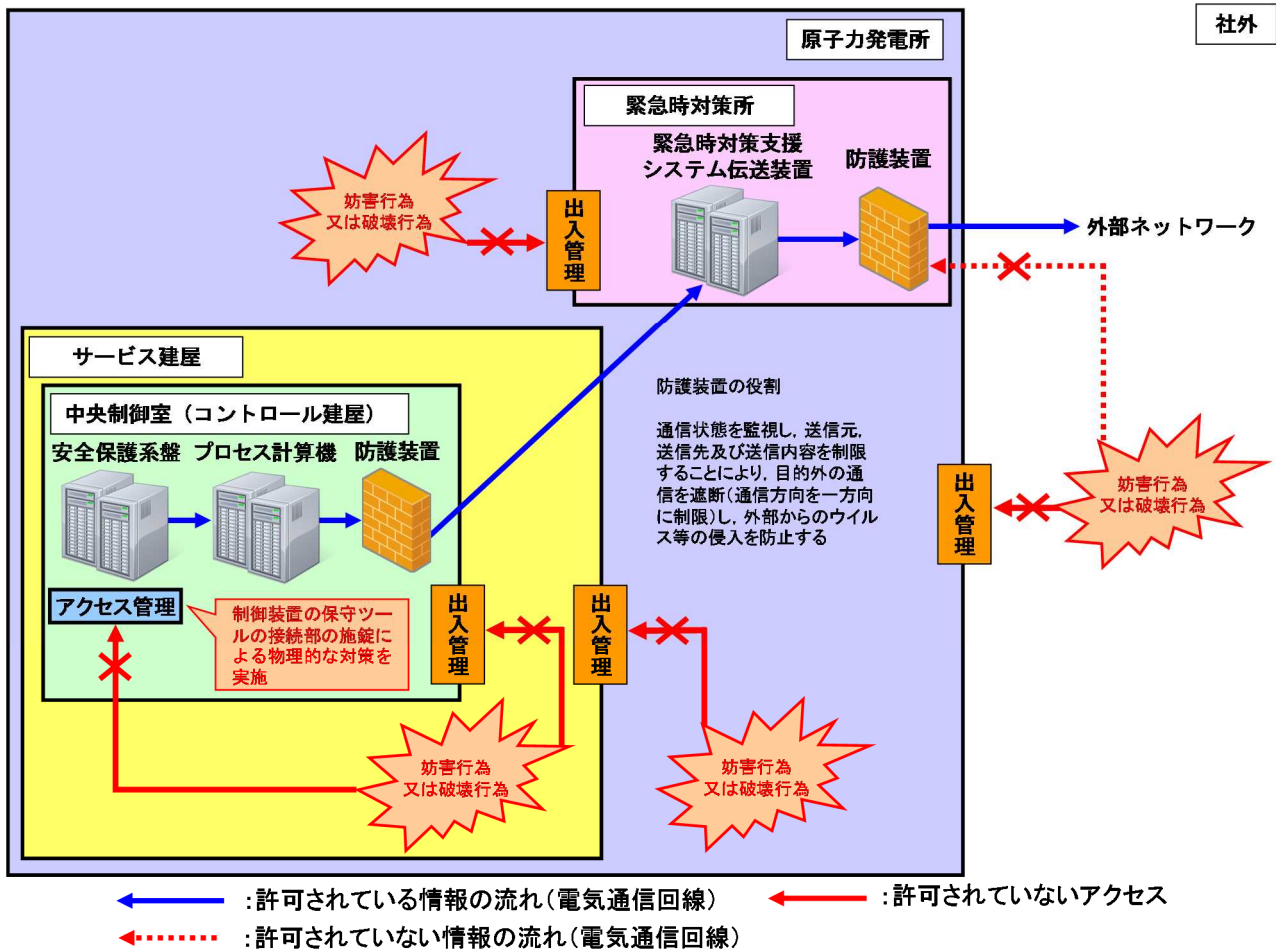 社外
原子力発電所
緊急時対策所
緊急時対策支援
システム伝送装置
防護装置
妨害行為
又は破壊行為
出入管理
外部ネットワーク
サービス建屋
中央制御室（コントロール建屋）
安全保護系盤
プロセス計算機
防護装置
防護装置の役割
通信状態を監視し，送信元，
送信先及び送信内容を制限
することにより，目的外の通
信を遮断（通信方向を一方向
に制限）し，外部からのウイル
ス等の侵入を防止する
出入管理
妨害行為
又は破壊行為
アクセス管理
制御装置の保守ツー
ルの接続部の施錠に
よる物理的な対策を
実施
出入管理
出入管理
妨害行為
又は破壊行為
妨害行為
又は破壊行為
：許可されている情報の流れ（電気通信回線）
：許可されていないアクセス
：許可されていない情報の流れ（電気通信回線）